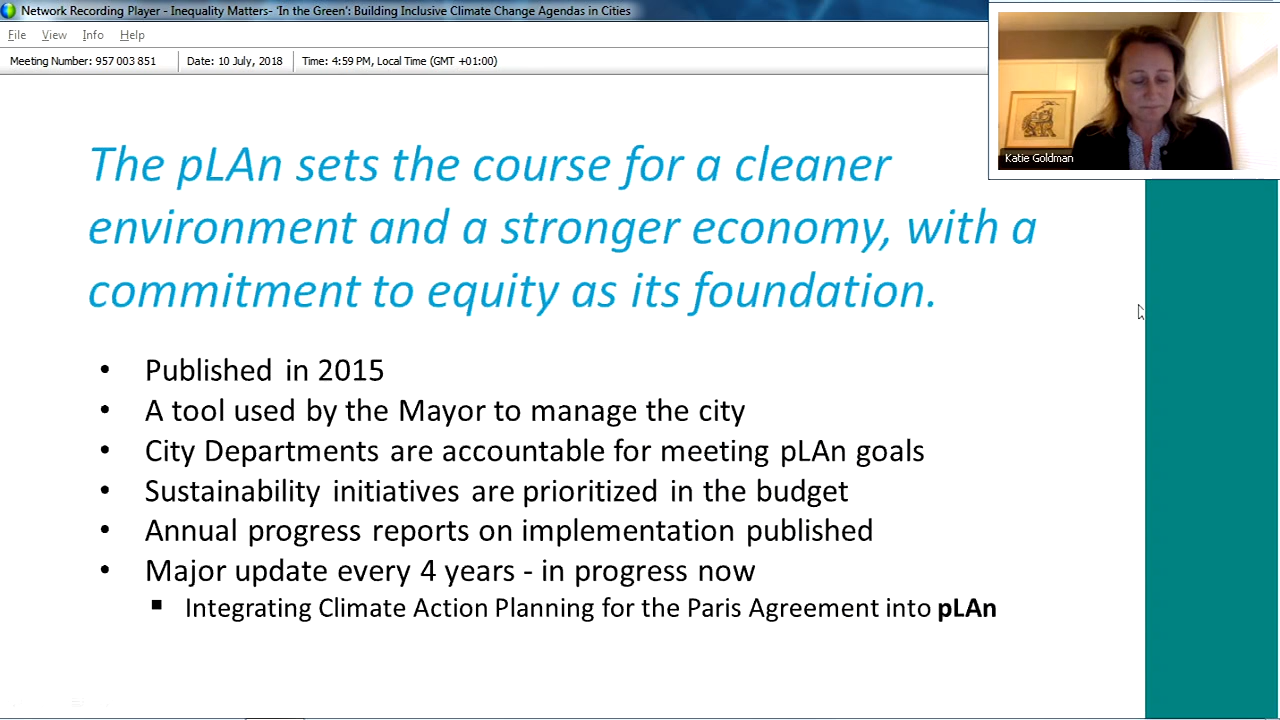 Network Recording Player - Inequality Matters- 'In the Green': Building Inclusive Climate Change Agendas in Cities
File View Info Help
Meeting Number: 957 003 851 Date: 10 July, 2018 Time: 4:59 PM, Local Time (GMT +01:00)
Katie Goldman
The pLAn sets the course for a cleaner
environment and a stronger economy, with a
commitment to equity as its foundation.
• Published in 2015
• A tool used by the Mayor to manage the city
• City Departments are accountable for meeting pLAn goals
• Sustainability initiatives are prioritized in the budget
• Annual progress reports on implementation published
• Major update every 4 years - in progress now
▪ Integrating Climate Action Planning for the Paris Agreement into pLAn